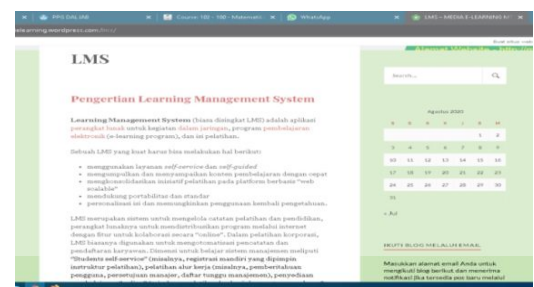 PPG DALJAB
Course: 100 - 100 - Matematik
WhatsApp
LMS – MEDIA E-LEARNING M
elearning.wordpress.com/lms/
LMS
Pengertian Learning Management System
Learning Management System (biasa disingkat LMS) adalah aplikasi
perangkat lunak untuk kegiatan dalam jaringan, program pembelajaran
elektronik (e-learning program), dan isi pelatihan.
Sebuah LMS yang kuat harus bisa melakukan hal berikut:
menggunakan layanan self-service dan self-guided
mengumpulkan dan menyampaikan konten pembelajaran dengan cepat
mengkonsolidasikan inisiatif pelatihan pada platform berbasis "web
scalable"
mendukung portabilitas dan standar
personalisasi isi dan memungkinkan penggunaan kembali pengetahuan.
LMS merupakan sistem untuk mengelola catatan pelatihan dan pendidikan,
perangkat lunaknya untuk mendistribusikan program melalui internet
dengan fitur untuk kolaborasi secara "online". Dalam pelatihan korporasi,
LMS biasanya digunakan untuk mengotomatisasi pencatatan dan
pendaftaran karyawan. Dimensi untuk belajar sistem manajemen meliputi
"Students self-service" (misalnya, registrasi mandiri yang dipimpin
instruktur pelatihan), pelatihan alur kerja (misalnya, pemberitahuan
pengguna, persetujuan manajer, daftar tunggu manajemen), penyediaan
Search...
Agustus 2020
S S R K J S M
1 2
3 4 5 6 7 8 9
10 11 12 13 14 15 16
17 18 19 20 21 22 23
24 25 26 27 28 29 30
31
« Jul
IKUTI BLOG MELALUI EMAIL
Masukkan alamat email Anda untuk
mengikuti blog berikut dan menerima
notifikasi jika tersedia pos baru melalui